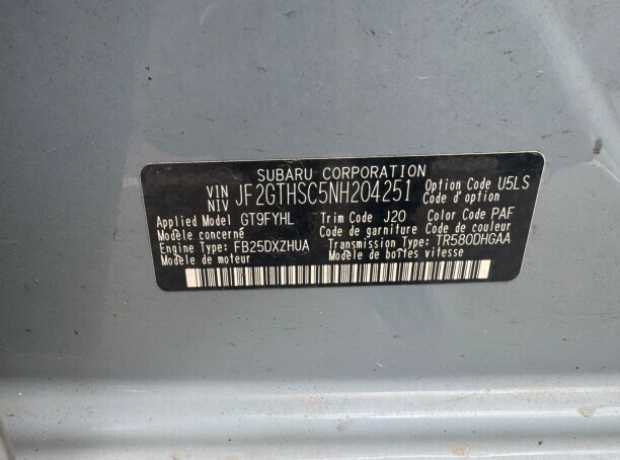 SUBARU CORPORATION
VIN NIV JF2GTHSC5NH204251 Option Code U5LS
Code d'option
Applied Model GT9FYHL Trim Code J20 Color Code PAF
Modèle concerné Code de garniture Code de couleur
Engine Type: FB25DXZHUA Transmission Type: TR580DHGAA
Modèle de moteur Modèle de boîtes vitesse